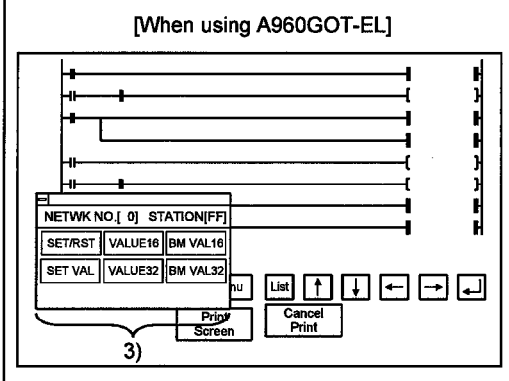 [When using A960GOT-EL]
NETWK NO.[ 0] STATION[FF]
SET/RST VALUE16 BM VAL16
SET VAL VALUE32 BM VAL32
nu List ↑ ↓ ← → ↵
Print Screen
Cancel Print
3)